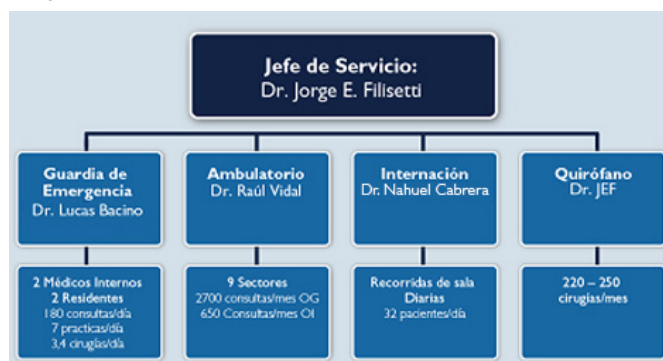 Jefe de Servicio:
Dr. Jorge E. Filisetti
Guardia de
Emergencia
Dr. Lucas Bacino
Ambulatorio
Dr. Raúl Vidal
Internación
Dr. Nahuel Cabrera
Quirófano
Dr. JEF
2 Médicos Internos
2 Residentes
180 consultas/día
7 practicas/día
3,4 cirugías/día
9 Sectores
2700 consultas/mes OG
650 Consultas/mes OI
Recorridas de sala
Diarias
32 pacientes/día
220 – 250
cirugías/mes